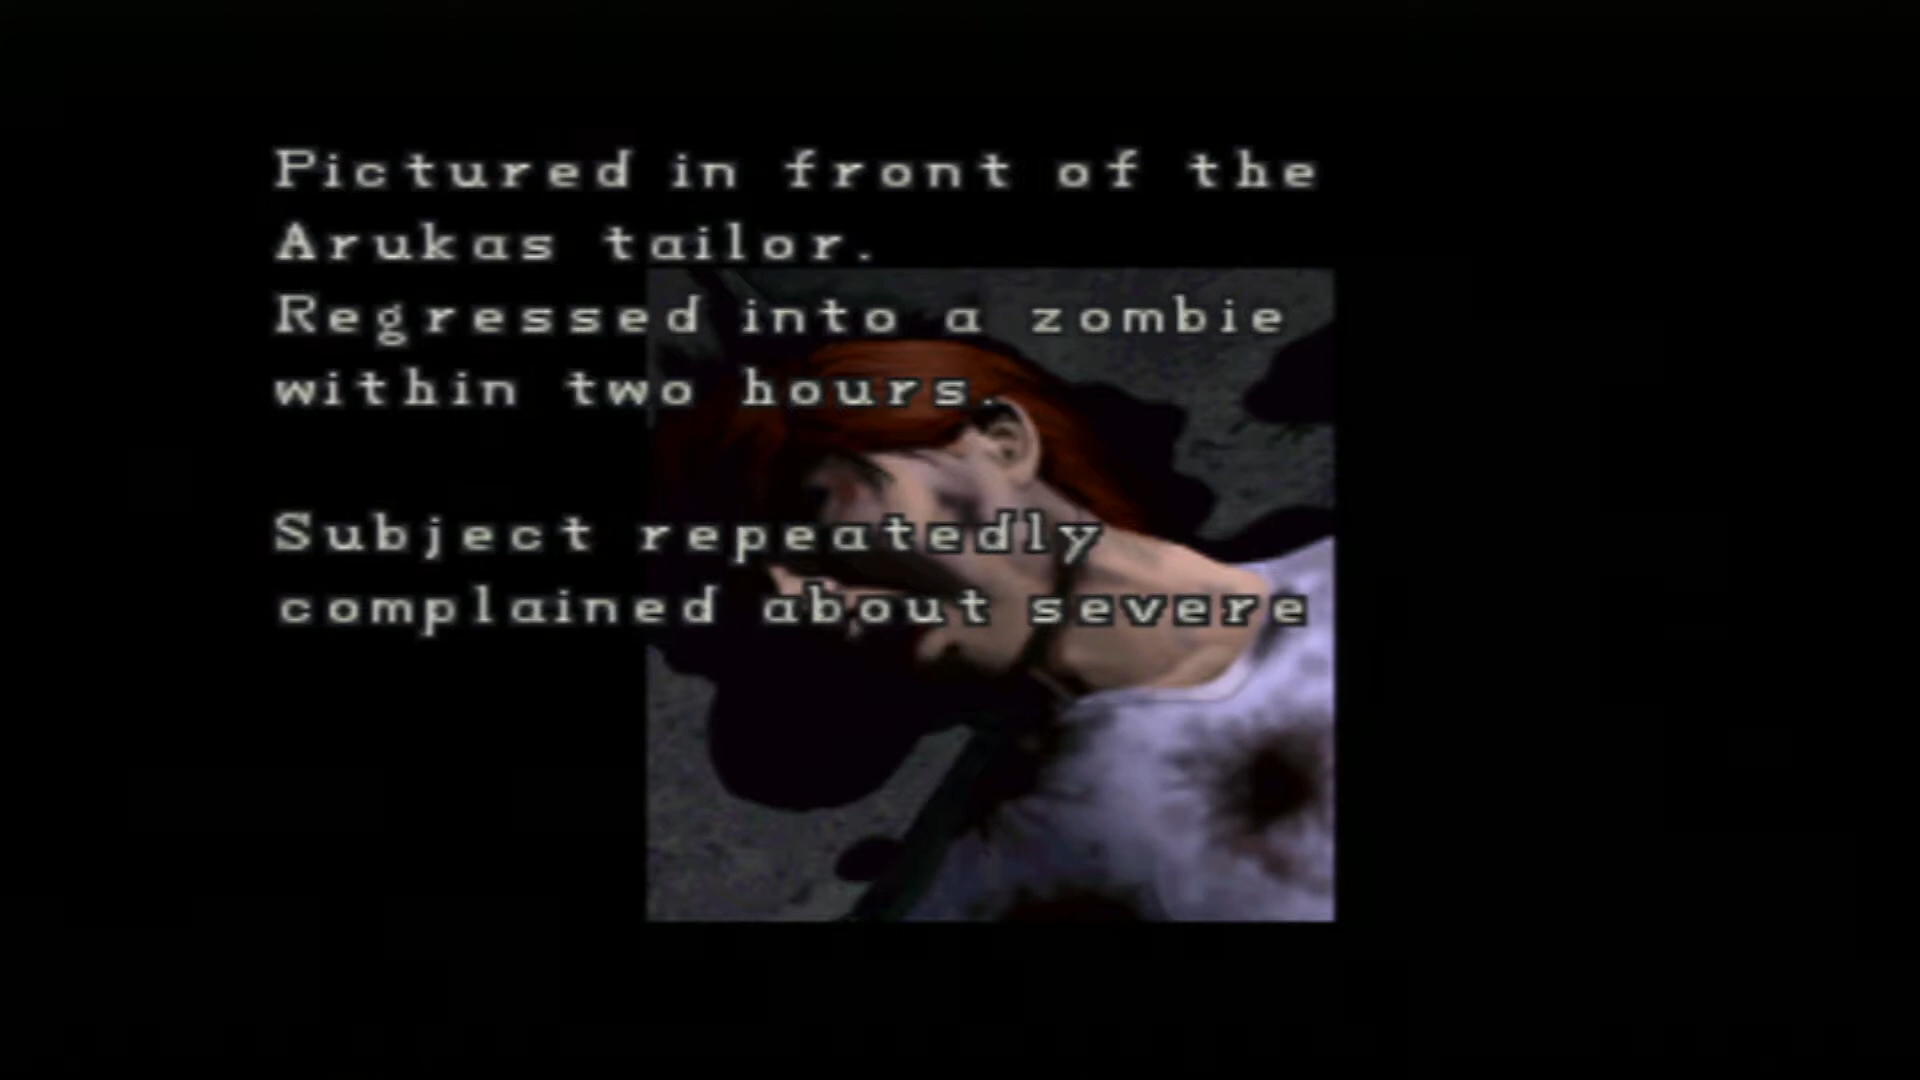 Pictured in front of the
Arukas tailor.
Regressed into a zombie
within two hours.
Subject repeatedly
complained about severe